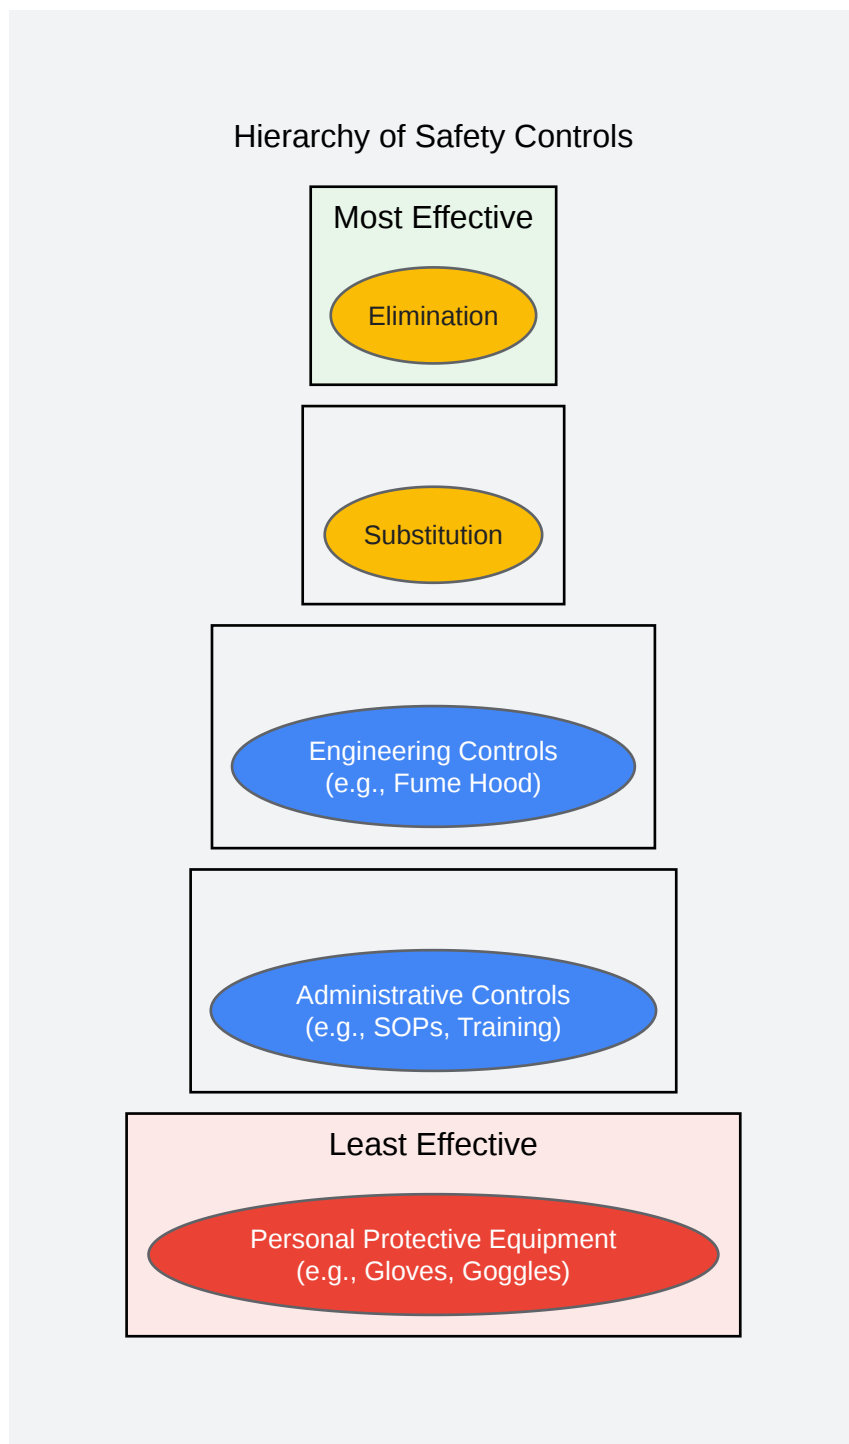 Hierarchy of Safety Controls
Most Effective
Elimination
Substitution
Engineering Controls
(e.g., Fume Hood)
Administrative Controls
(e.g., SOPs, Training)
Least Effective
Personal Protective Equipment
(e.g., Gloves, Goggles)